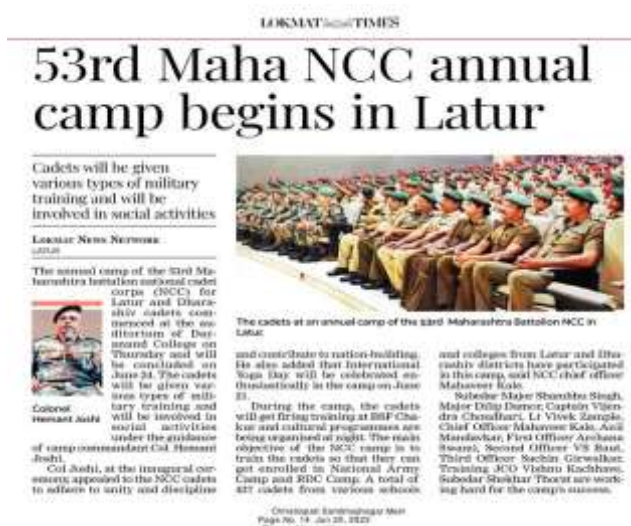 LOKMAT TIMES
53rd Maha NCC annual
camp begins in Latur
Cadets will be given
various types of military
training and will be
involved in social activities
LOKMAT NEWS NETWORK
LATUR
The annual camp of the 53rd Ma-
harashtra battalion national cadet
corps (NCC) for
Latur and Dhara-
shiv cadets com-
menced at the au-
ditorium of Day-
anand College on
Thursday and will
be concluded on
June 24. The cadets
will be given var-
ious types of mili-
tary training and
will be involved in
social activities
under the guidance
of camp commandant Col Hemant
Joshi.
Col Joshi, at the inaugural cer-
emony, appealed to the NCC cadets
to adhere to unity and discipline
Colonel
Hemant Joshi
The cadets at an annual camp of the 53rd Maharashtra Battalion NCC in
Latur.
and contribute to nation-building.
He also added that International
Yoga Day will be celebrated en-
thusiastically in the camp on June
21.
During the camp, the cadets
will get firing training at BSF Cha-
kur and cultural programmes are
being organised at night. The main
objective of the NCC camp is to
train the cadets so that they can
get enrolled in National Army
Camp and RDC Camp. A total of
437 cadets from various schools
and colleges from Latur and Dha-
rashiv districts have participated
in this camp, said NCC chief officer
Mahaveer Kale.
Subedar Major Shambhu Singh,
Major Dilip Damor, Captain Vijen-
dra Choudhari, Lt Vivek
Chief Officer Mahaveer Kale, Anil
First Officer Archana
Swami, Second Officer VS Raut,
Third Officer Sachin Girwalkar,
Training JCO Vishnu
Subedar Shekhar Thorat are work-
ing hard for the camp's success.
Chhatrapati Sambhajinagar Main
Page No. 14 Jun 2023